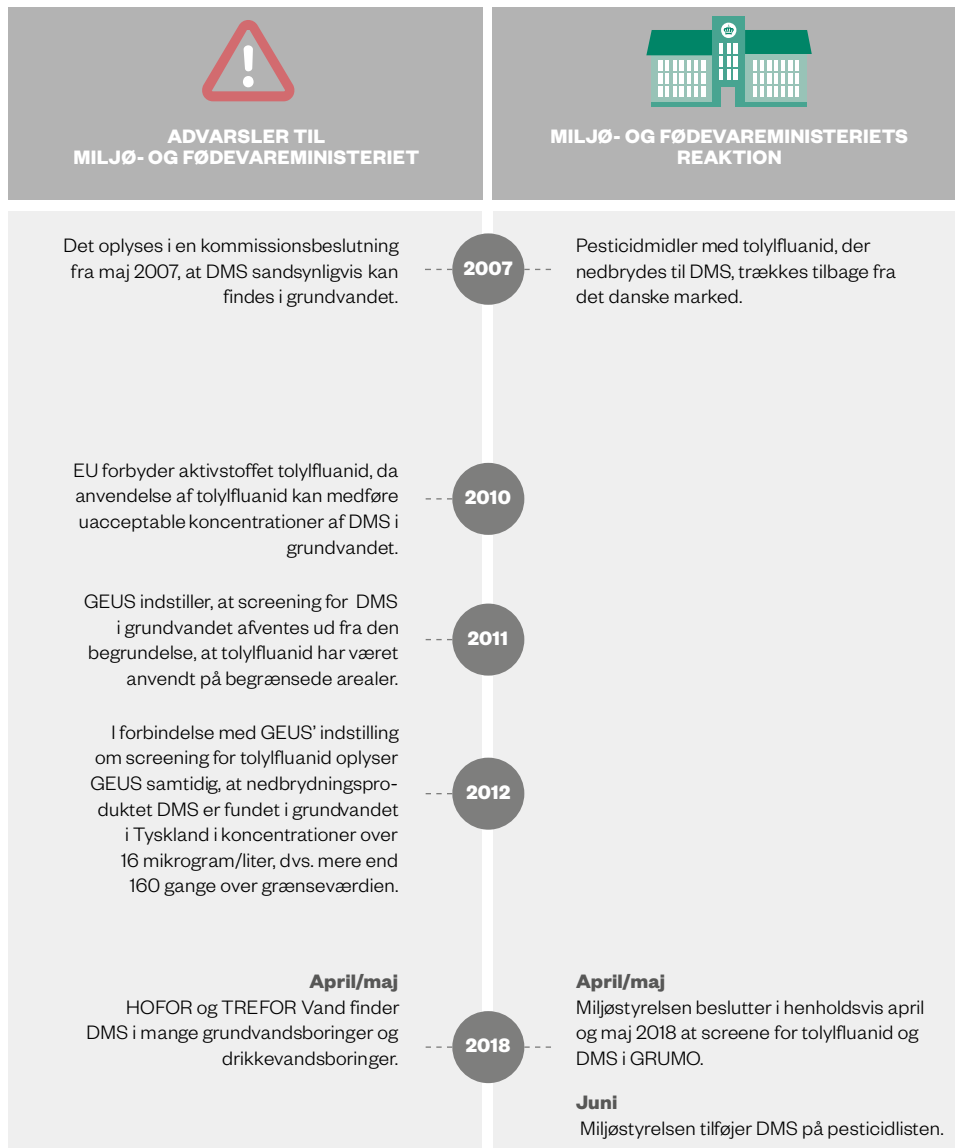 ADVARSLER TIL
MILJØ- OG FØDEVAREMINISTERIET
MILJØ- OG FØDEVAREMINISTERIETS
REAKTION
Det oplyses i en kommissionsbeslutning
fra maj 2007, at DMS sandsynligvis kan
findes i grundvandet.
2007
Pesticidmidler med tolylfluanid, der
nedbrydes til DMS, trækkes tilbage fra
det danske marked.
EU forbyder aktivstoffet tolylfluanid, da
anvendelse af tolylfluanid kan medføre
uacceptable koncentrationer af DMS i
grundvandet.
2010
GEUS indstiller, at screening for DMS
i grundvandet afventes ud fra den
begrundelse, at tolylfluanid har været
anvendt på begrænsede arealer.
2011
I forbindelse med GEUS’ indstilling
om screening for tolylfluanid oplyser
GEUS samtidig, at nedbrydningspro-
duktet DMS er fundet i grundvandet
i Tyskland i koncentrationer over
16 mikrogram/liter, dvs. mere end
160 gange over grænseværdien.
2012
April/maj
HOFOR og TREFOR Vand finder
DMS i mange grundvandsboringer og
drikkevandsboringer.
2018
April/maj
Miljøstyrelsen beslutter i henholdsvis april
og maj 2018 at screene for tolylfluanid og
DMS i GRUMO.
Juni
Miljøstyrelsen tilføjer DMS på pesticidlisten.